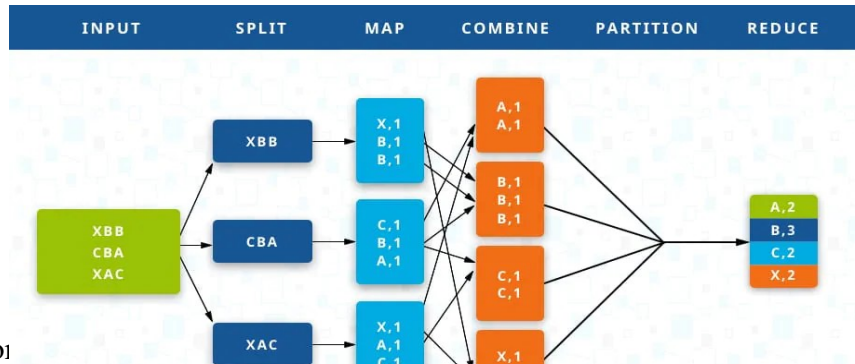 INPUT SPLIT MAP COMBINE PARTITION REDUCE
XBB
CBA
XAC
XBB
CBA
XAC
X,1
B,1
B,1
C,1
B,1
A,1
X,1
A,1
C,1
A,1
A,1
B,1
B,1
B,1
C,1
C,1
X,1
A,2
B,3
C,2
X,2